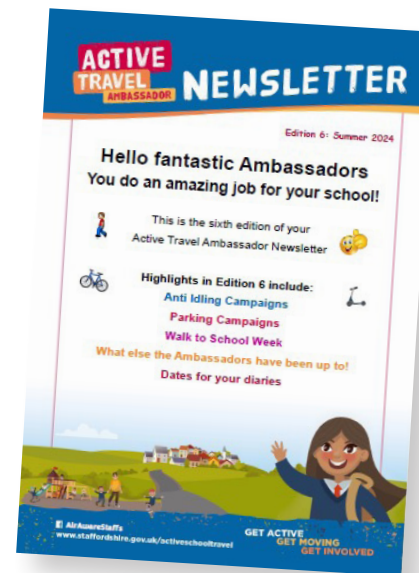 ACTIVE
TRAVEL
AMBASSADOR
NEWSLETTER
Edition 6: Summer 2024
Hello fantastic Ambassadors
You do an amazing job for your school!
This is the sixth edition of your
Active Travel Ambassador Newsletter
Highlights in Edition 6 include:
Anti Idling Campaigns
Parking Campaigns
Walk to School Week
What else the Ambassadors have been up to!
Dates for your diaries
AirAwareStaffs
www.staffordshire.gov.uk/activeschooltravel
GET ACTIVE
GET MOVING
GET INVOLVED